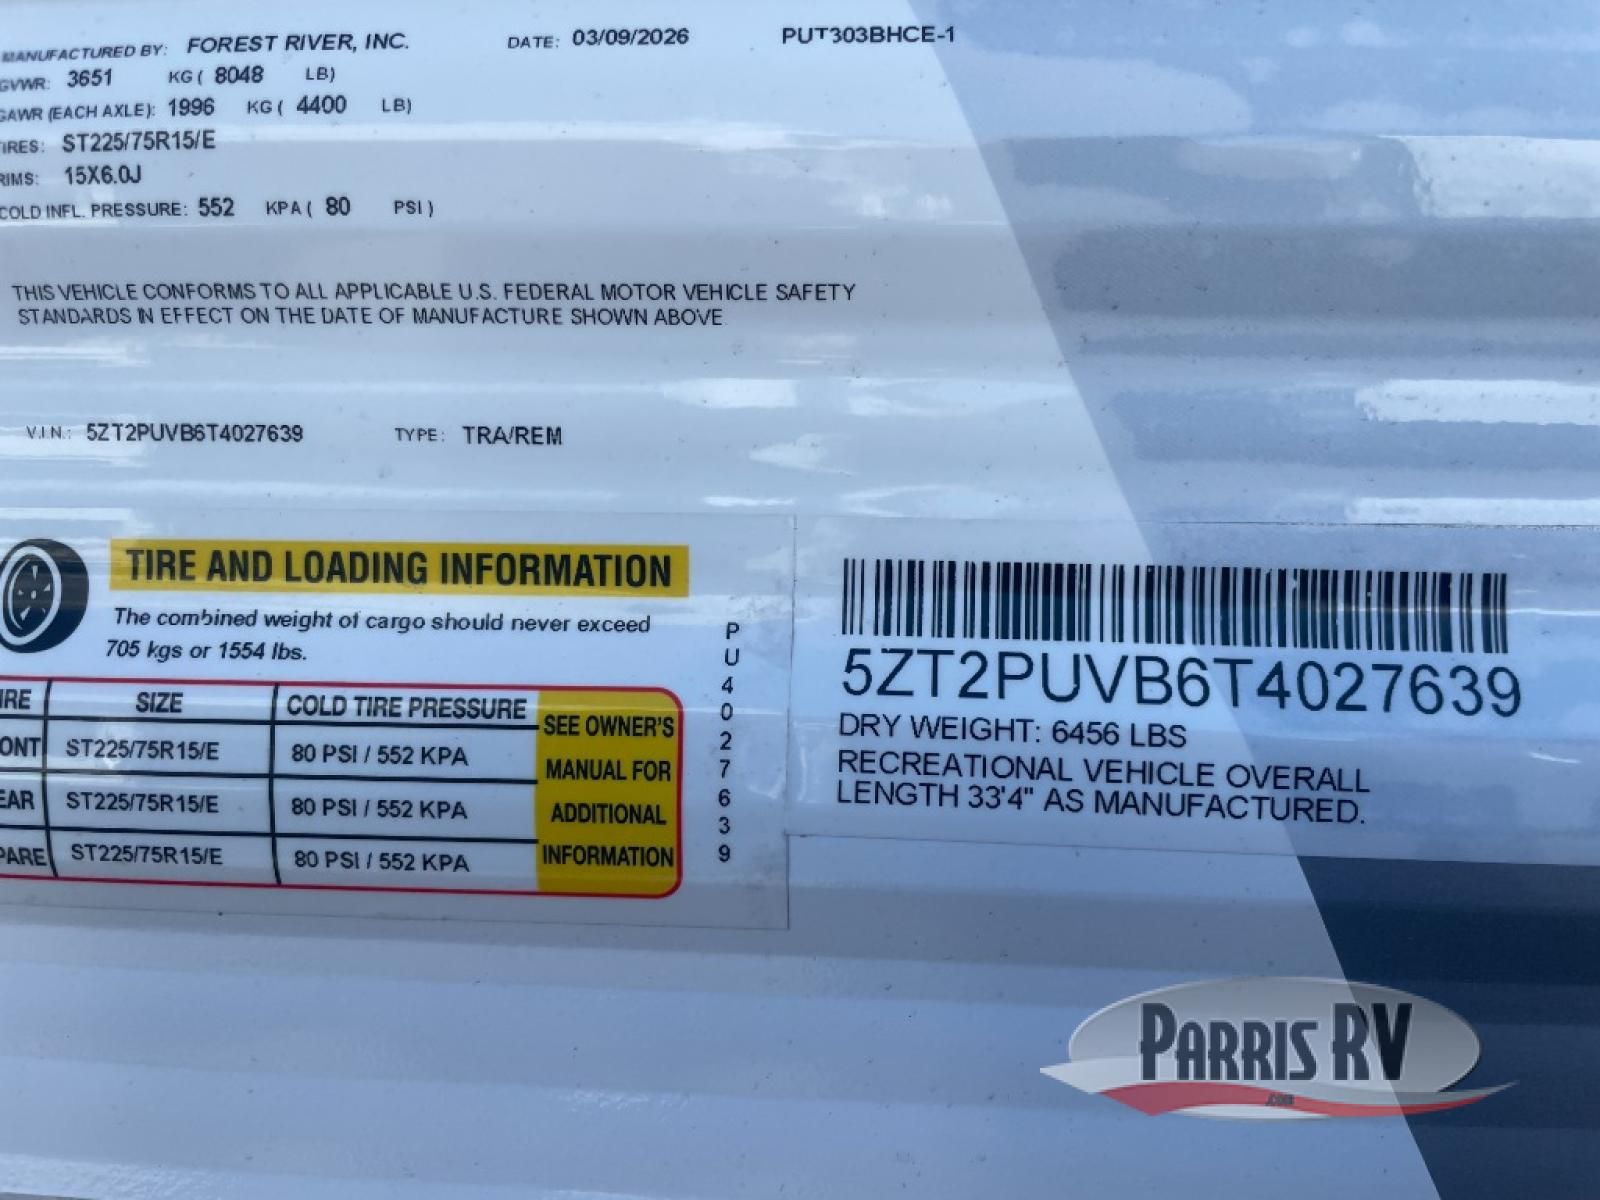 MANUFACTURED BY: FOREST RIVER, INC. DATE: 03/09/2026 PUT303BHCE-1
GVWR: 3651 KG ( 8048 LB)
GAWR (EACH AXLE): 1996 KG ( 4400 LB)
TIRES: ST225/75R15/E
RIMS: 15X6.0J
COLD INFL. PRESSURE: 552 KPA ( 80 PSI )
THIS VEHICLE CONFORMS TO ALL APPLICABLE U.S. FEDERAL MOTOR VEHICLE SAFETY
STANDARDS IN EFFECT ON THE DATE OF MANUFACTURE SHOWN ABOVE
V.I.N.: 5ZT2PUVB6T4027639 TYPE: TRA/REM
TIRE AND LOADING INFORMATION
The combined weight of cargo should never exceed
705 kgs or 1554 lbs.
IRE SIZE COLD TIRE PRESSURE
ONT ST225/75R15/E 80 PSI / 552 KPA
EAR ST225/75R15/E 80 PSI / 552 KPA
PARE ST225/75R15/E 80 PSI / 552 KPA
SEE OWNER'S
MANUAL FOR
ADDITIONAL
INFORMATION
PU4027639
5ZT2PUVB6T4027639
DRY WEIGHT: 6456 LBS
RECREATIONAL VEHICLE OVERALL
LENGTH 33'4" AS MANUFACTURED.
PARRIS RV
.com